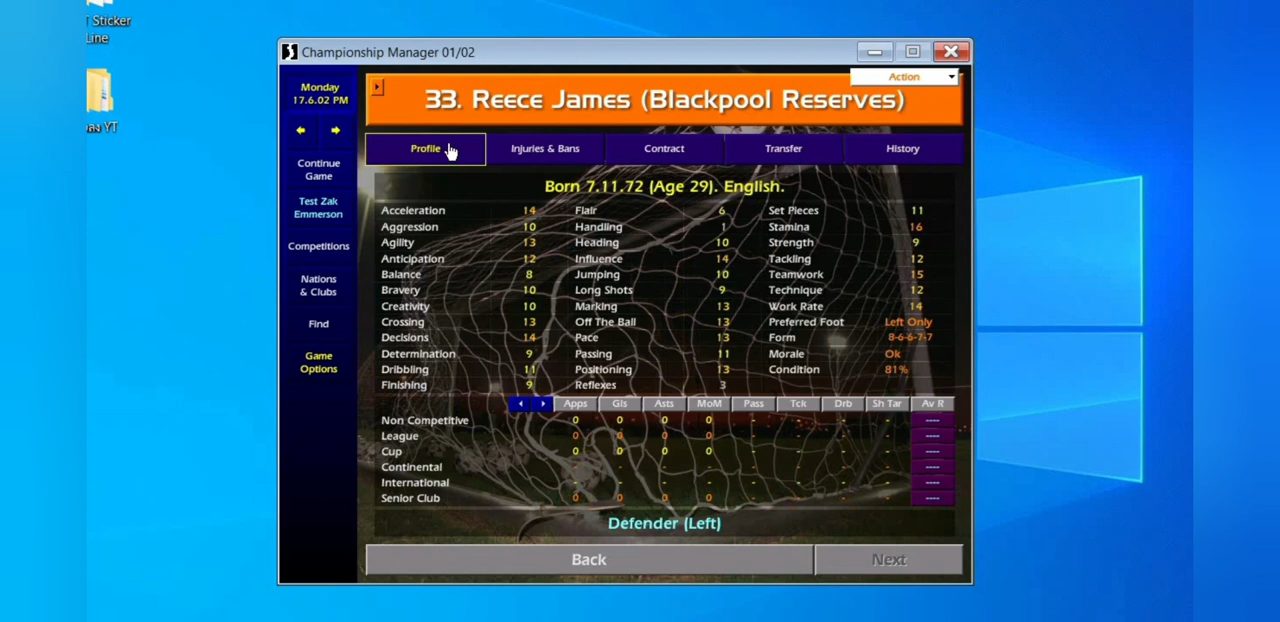 T Sticker
Line
YT
Championship Manager 01/02
Monday
17.6.02 PM
Continue
Game
Test Zak
Emmerson
Competitions
Nations
& Clubs
Find
Game
Options
Action
33. Reece James (Blackpool Reserves)
Profile Injuries & Bans Contract Transfer History
Born 7.11.72 (Age 29). English.
Acceleration 14 Flair 6 Set Pieces 11
Aggression 10 Handling 1 Stamina 16
Agility 13 Heading 10 Strength 9
Anticipation 12 Influence 14 Tackling 12
Balance 8 Jumping 10 Teamwork 15
Bravery 10 Long Shots 9 Technique 12
Creativity 10 Marking 13 Work Rate 14
Crossing 13 Off The Ball 13 Preferred Foot Left Only
Decisions 14 Pace 13 Form 8-6-6-7-7
Determination 9 Passing 11 Morale Ok
Dribbling 11 Positioning 13 Condition 81%
Finishing 9 Reflexes 3
Apps Gls Asts MoM Pass Tck Drb Sh Tar Av R
Non Competitive 0 0 0 0 - - - - ----
League 0 0 0 0 - - - - ----
Cup 0 0 0 0 - - - - ----
Continental - - - - - - - - ----
International - - - - - - - - ----
Senior Club 0 0 0 0 - - - - ----
Defender (Left)
Back Next